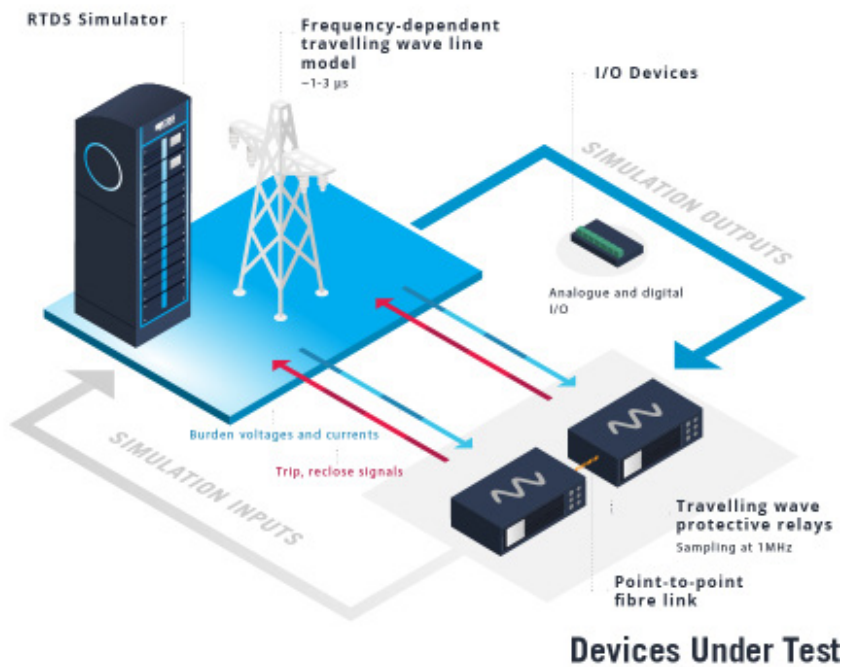 RTDS Simulator
Frequency-dependent
travelling wave line
model
~1-3 µs
I/O Devices
SIMULATION OUTPUTS
Analogue and digital
I/O
Burden voltages and currents
Trip, reclose signals
SIMULATION INPUTS
Travelling wave
protective relays
Sampling at 1MHz
Point-to-point
fibre link
Devices Under Test